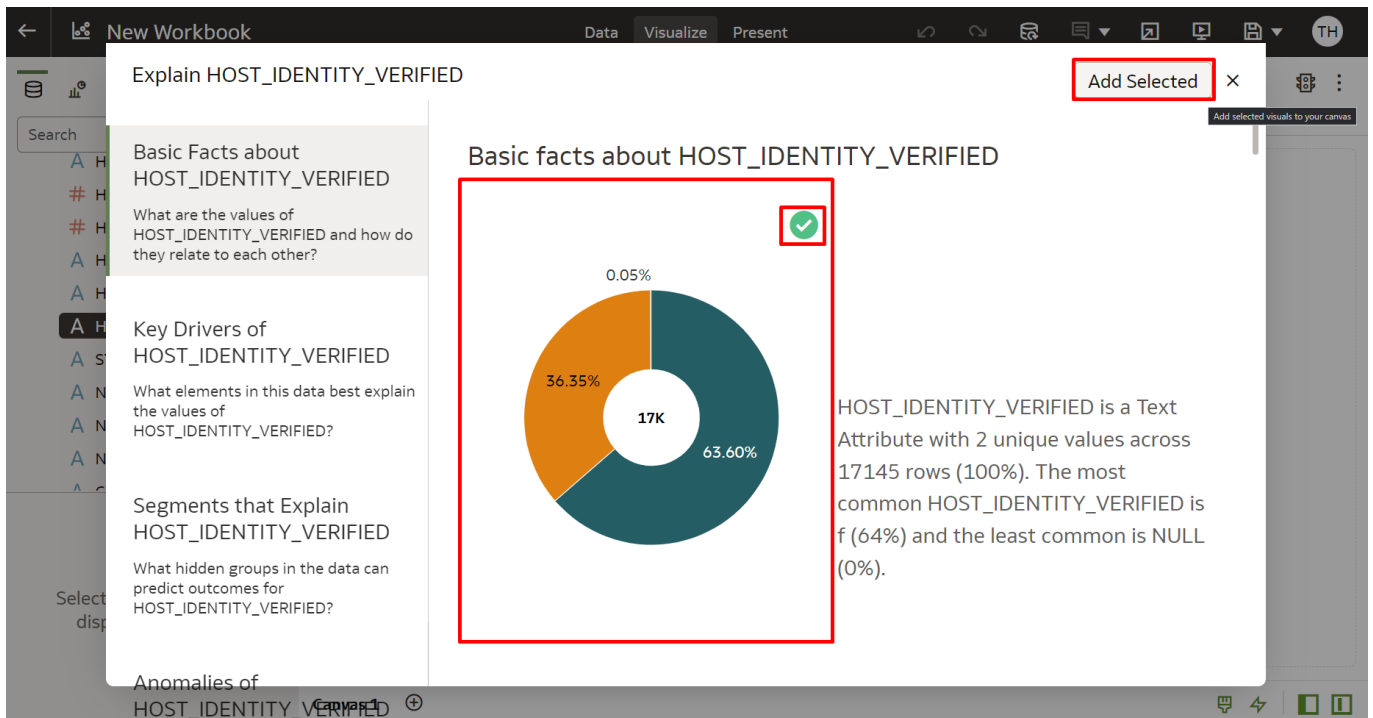 New Workbook
Data Visualize Present
TH
Explain HOST_IDENTITY_VERIFIED
Add Selected
Add selected visuals to your canvas
Search
A H
# H
# H
A H
A H
A H
A S
A N
A N
A N
Select
disp
Basic Facts about
HOST_IDENTITY_VERIFIED
What are the values of
HOST_IDENTITY_VERIFIED and how do
they relate to each other?
Key Drivers of
HOST_IDENTITY_VERIFIED
What elements in this data best explain
the values of
HOST_IDENTITY_VERIFIED?
Segments that Explain
HOST_IDENTITY_VERIFIED
What hidden groups in the data can
predict outcomes for
HOST_IDENTITY_VERIFIED?
Anomalies of
HOST_IDENTITY_VERIFIED
Canvas 1
Basic facts about HOST_IDENTITY_VERIFIED
0.05%
36.35%
17K
63.60%
HOST_IDENTITY_VERIFIED is a Text
Attribute with 2 unique values across
17145 rows (100%). The most
common HOST_IDENTITY_VERIFIED is
f (64%) and the least common is NULL
(0%).